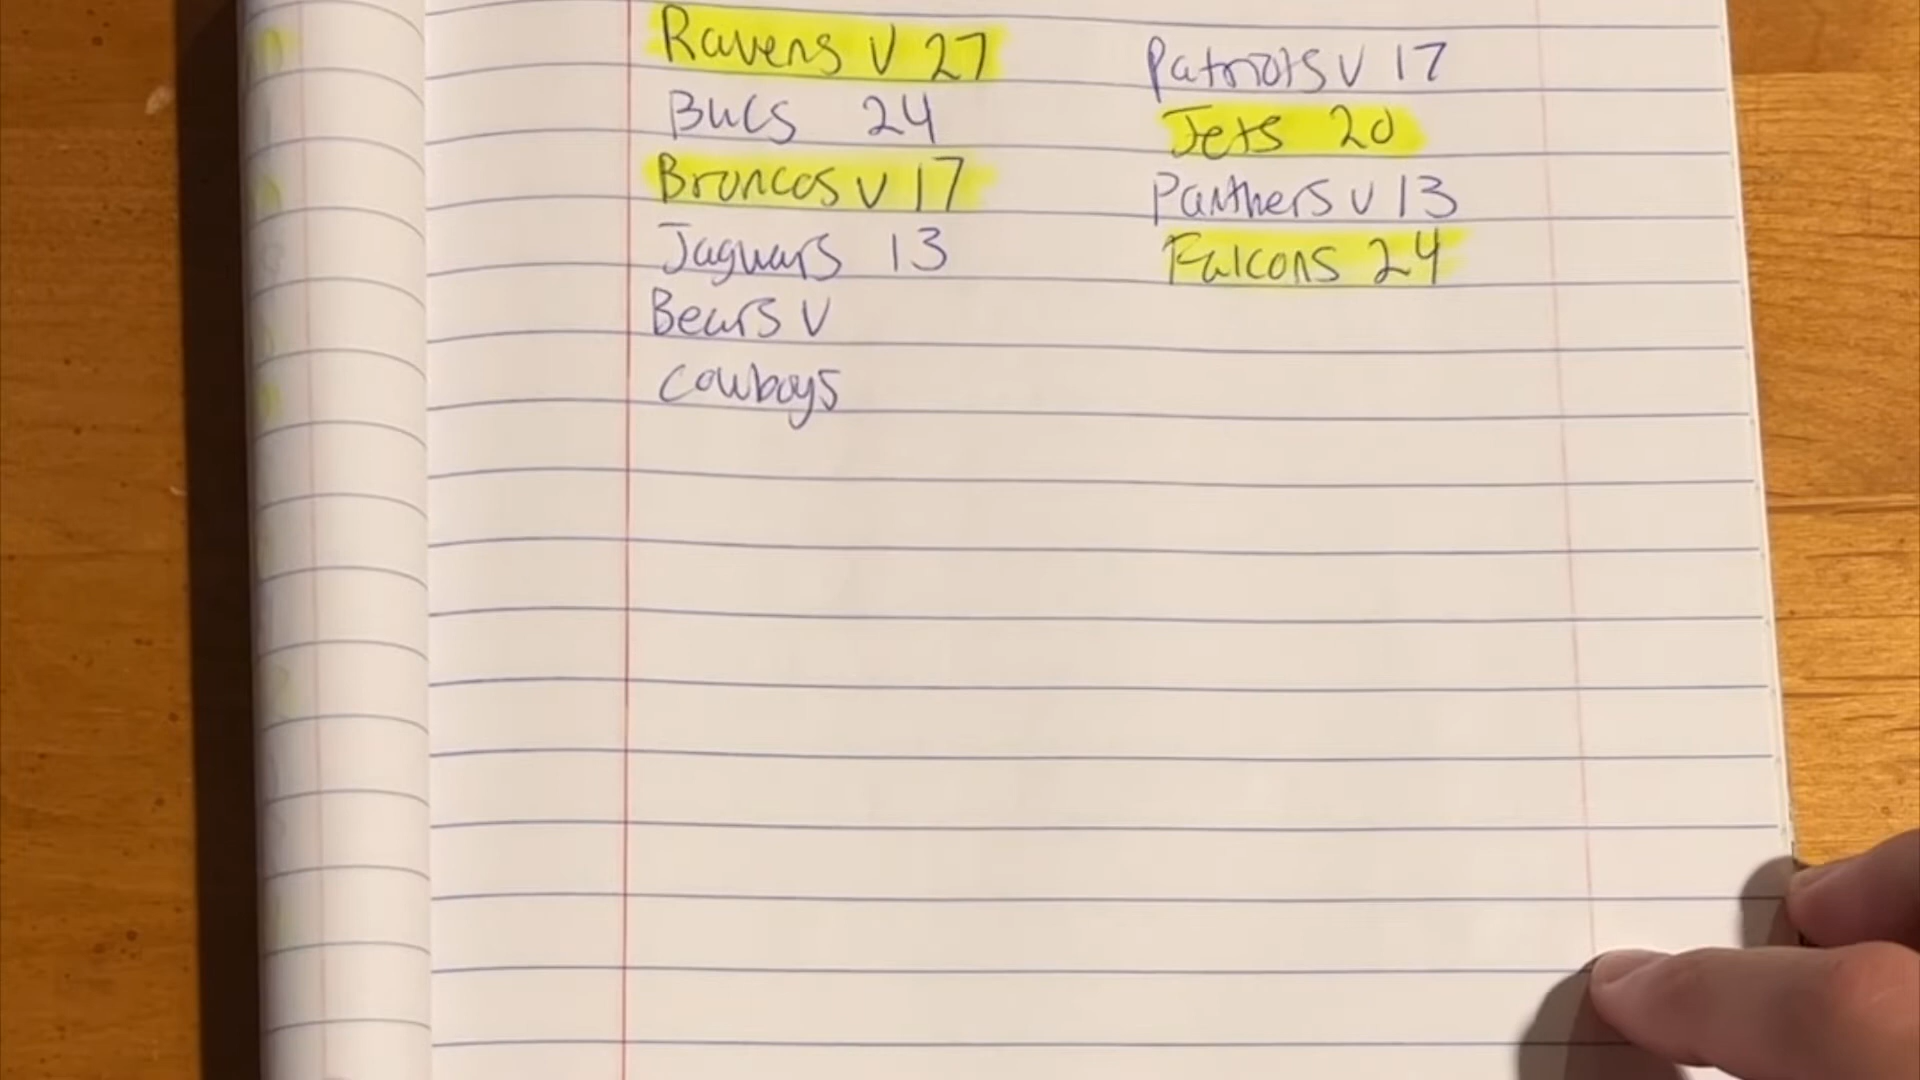 Ravens v 27
Bucs 24
Broncos v 17
Jaguars 13
Bears v
Cowboys
Patriots v 17
Jets 20
Panthers v 13
Falcons 24